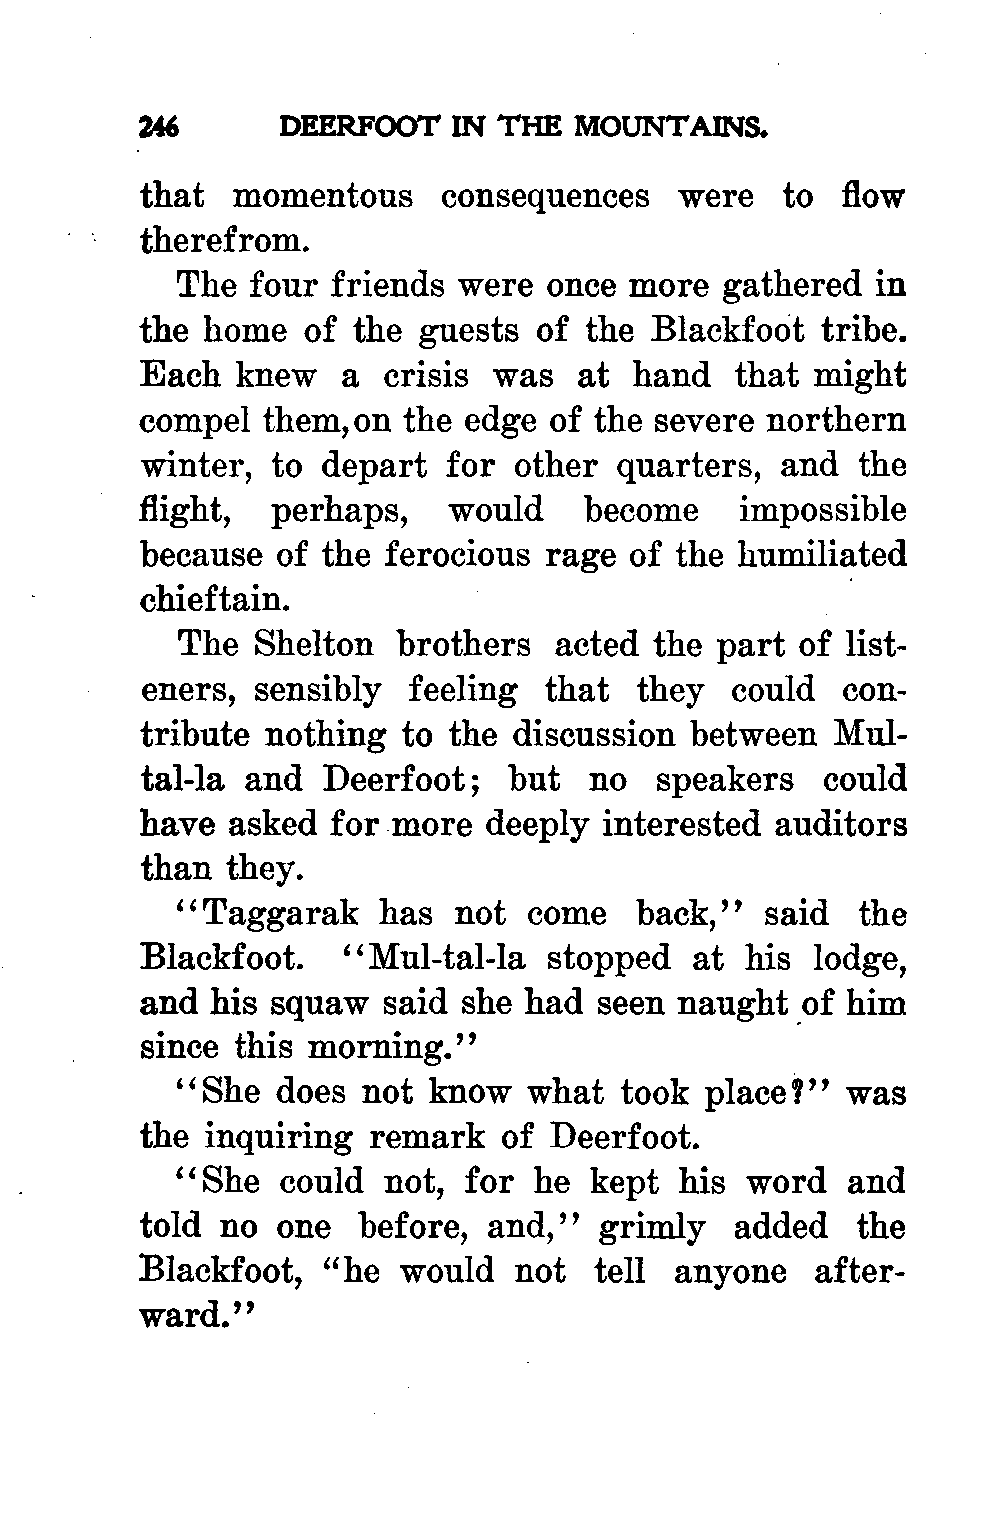 246 DEERFOOT IN THE MOUNTAINS.
that momentous consequences were to flow
therefrom.
The four friends were once more gathered in
the home of the guests of the Blackfoot tribe.
Each knew a crisis was at hand that might
compel them, on the edge of the severe northern
winter, to depart for other quarters, and the
flight, perhaps, would become impossible
because of the ferocious rage of the humiliated
chieftain.
The Shelton brothers acted the part of list-
eners, sensibly feeling that they could con-
tribute nothing to the discussion between Mul-
tal-la and Deerfoot; but no speakers could
have asked for more deeply interested auditors
than they.
"Taggarak has not come back," said the
Blackfoot. "Mul-tal-la stopped at his lodge,
and his squaw said she had seen naught of him
since this morning."
"She does not know what took place?" was
the inquiring remark of Deerfoot.
"She could not, for he kept his word and
told no one before, and," grimly added the
Blackfoot, "he would not tell anyone after-
ward."